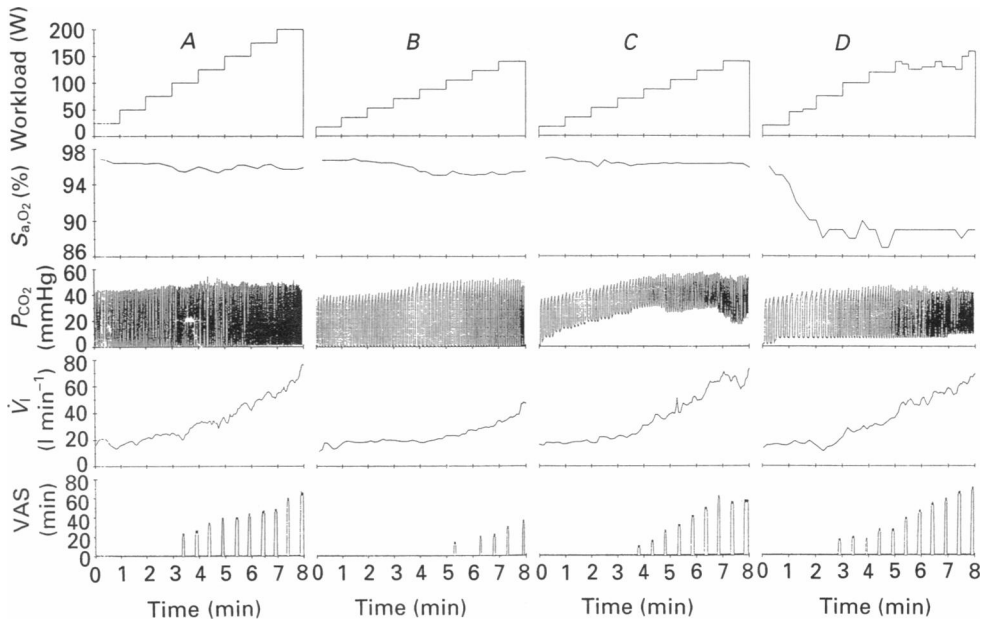 Workload (W)
200
150
100
50
25
0
A
B
C
D
Sa,O2 (%)
98
94
90
86
PCO2
(mmHg)
60
40
20
0
V̇I
(l min−1)
80
60
40
20
0
VAS
(min)
80
60
40
20
0
0 1 2 3 4 5 6 7 8
0 1 2 3 4 5 6 7 8
0 1 2 3 4 5 6 7 8
0 1 2 3 4 5 6 7 8
Time (min)
Time (min)
Time (min)
Time (min)